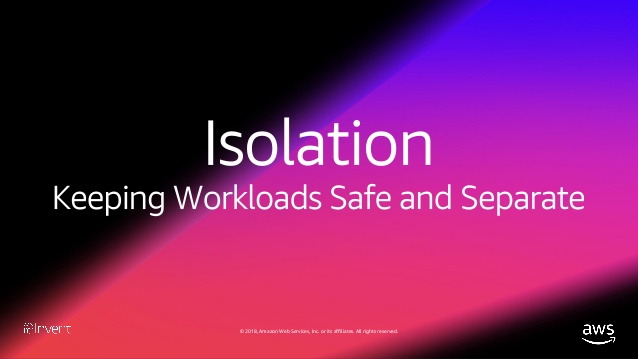 Isolation
Keeping Workloads Safe and Separate
re:Invent
© 2018, Amazon Web Services, Inc. or its affiliates. All rights reserved.
aws